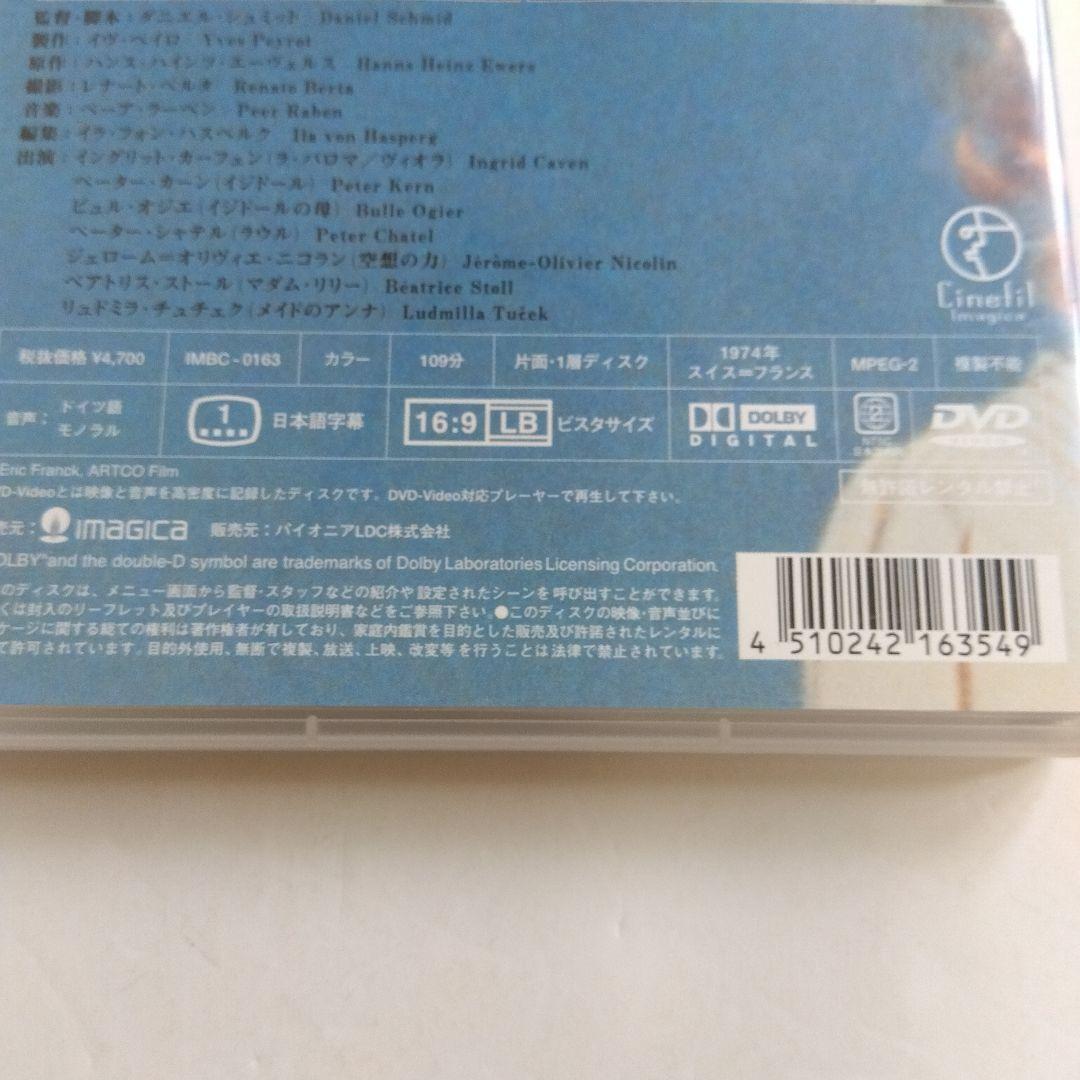 監督・脚本：ダニエル・シュミット Daniel Schmid
製作：イヴ・ペイロ Yves Peyrot
原作：ハンス・ハインツ・エーヴェルス Hanns Heinz Ewers
撮影：レナート・ベルタ Renato Berta
音楽：ペーア・ラーベン Peer Raben
編集：イラ・フォン・ハスペルク Ila von Hasperg
出演：イングリット・カーフェン（ラ・パロマ／ヴィオラ） Ingrid Caven
ペーター・カーン（イジドール） Peter Kern
ビュル・オジエ（イジドールの母） Bulle Ogier
ペーター・シャテル（ラウル） Peter Chatel
ジェローム＝オリヴィエ・ニコラン（空想の力） Jérôme-Olivier Nicolin
ベアトリス・ストール（マダム・リリー） Béatrice Stoll
リュドミラ・チュチェク（メイドのアンナ） Ludmilla Tuček
Cinefil
Imagica
税抜価格 ¥4,700 IMBC-0163 カラー 109分 片面・1層ディスク 1974年 スイス＝フランス MPEG-2 複製不能
音声： ドイツ語 モノラル 1 日本語字幕 16:9 LB ビスタサイズ DOLBY DIGITAL 2 NTSC DVD VIDEO
Eric Franck, ARTCO Film
VD-Videoとは映像と音声を高密度に記録したディスクです。DVD-Video対応プレーヤーで再生して下さい。
無許諾レンタル禁止
売元： IMAGICA 販売元：パイオニアLDC株式会社
OLBY"and the double-D symbol are trademarks of Dolby Laboratories Licensing Corporation.
のディスクは、メニュー画面から監督・スタッフなどの紹介や設定されたシーンを呼び出すことができます。
くは封入のリーフレット及びプレイヤーの取扱説明書などをご参照下さい。●このディスクの映像・音声並びに
ケージに関する総ての権利は著作権者が有しており、家庭内鑑賞を目的とした販売及び許諾されたレンタルに
て許可されています。目的外使用、無断で複製、放送、上映、改変等を行うことは法律で禁止されています。
4 510242 163549